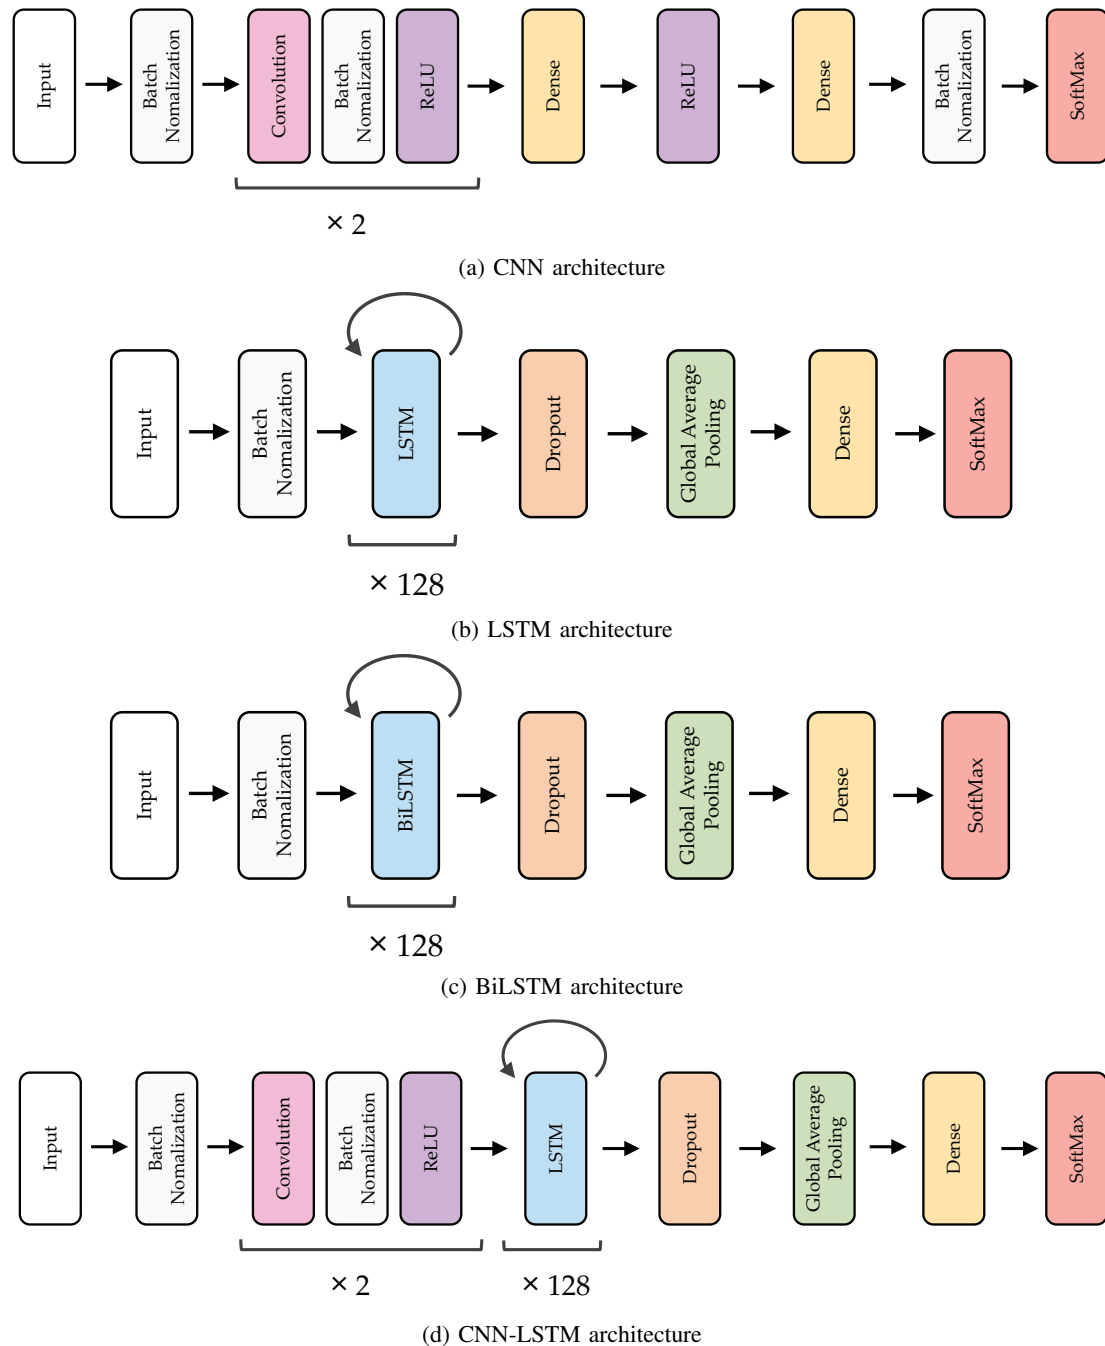 Input
Batch
Nomalization
Convolution
Batch
Nomalization
ReLU
Dense
ReLU
Dense
Batch
Nomalization
SoftMax
× 2
(a) CNN architecture
Input
Batch
Nomalization
LSTM
Dropout
Global Average
Pooling
Dense
SoftMax
× 128
(b) LSTM architecture
Input
Batch
Nomalization
BiLSTM
Dropout
Global Average
Pooling
Dense
SoftMax
× 128
(c) BiLSTM architecture
Input
Batch
Nomalization
Convolution
Batch
Nomalization
ReLU
LSTM
Dropout
Global Average
Pooling
Dense
SoftMax
× 2
× 128
(d) CNN-LSTM architecture